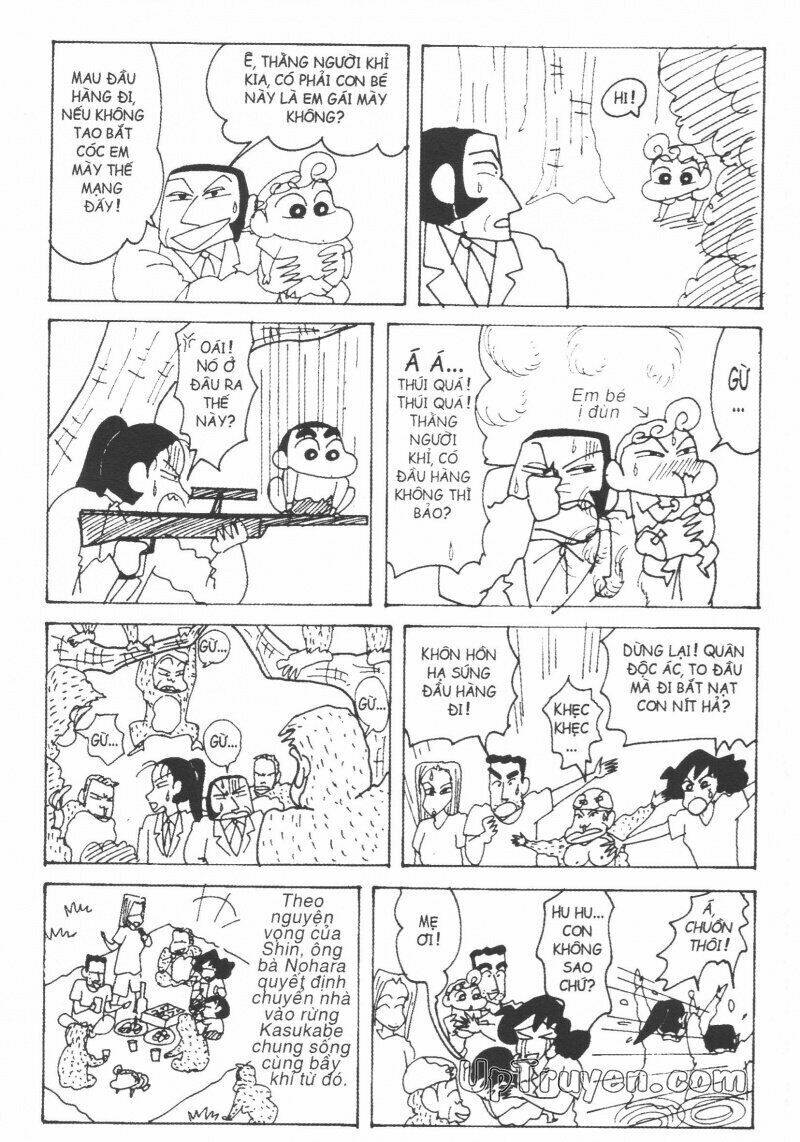 MAU ĐẦU
HÀNG ĐI,
NẾU KHÔNG
TAO BẮT
CÓC EM
MÀY THẾ
MẠNG
ĐẤY!
Ê, THẰNG NGƯỜI KHỈ
KIA, CÓ PHẢI CON BÉ
NÀY LÀ EM GÁI MÀY
KHÔNG?
HI!
OÁI!
NÓ Ở
ĐÂU RA
THẾ
NÀY?
Á Á...
THÚI QUÁ!
THÚI QUÁ!
THẰNG
NGƯỜI
KHỈ, CÓ
ĐẦU HÀNG
KHÔNG THÌ
BẢO?
Em bé
ị đùn
GỪ
...
GỪ...
GỪ...
GỪ...
GỪ...
KHÔN HỒN
HẠ SÚNG
ĐẦU HÀNG
ĐI!
KHẸC
KHẸC
...
DỪNG LẠI! QUÂN
ĐỘC ÁC, TO ĐẦU
MÀ ĐI BẮT NẠT
CON NÍT HẢ?
Theo
nguyện
vọng của
Shin, ông
bà Nohara
quyết định
chuyển nhà
vào rừng
Kasukabe
chung sống
cùng bầy
khỉ từ đó.
MẸ
ƠI!
HU HU...
CON
KHÔNG
SAO
CHỨ?
Á,
CHUỒN
THÔI!
UpTruyen.com